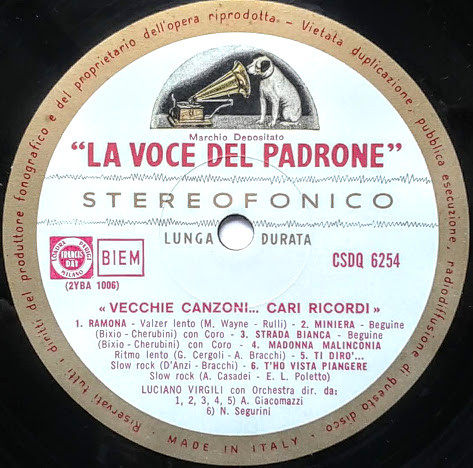 Riservati tutti i diritti del produttore fonografico e del proprietario dell'opera riprodotta. - Vietata duplicazione, pubblica esecuzione, radiodiffusione di questo disco
Marchio Depositato
"LA VOCE DEL PADRONE"
STEREOFONICO
LUNGA DURATA
LONDRA PARIGI
FRANCIS DAY
MILANO
BIEM
CSDQ 6254
(2YBA 1006)
« VECCHIE CANZONI... CARI RICORDI »
1. RAMONA - Valzer lento (M. Wayne - Rulli) - 2. MINIERA - Beguine
(Bixio - Cherubini) con Coro - 3. STRADA BIANCA - Beguine
(Bixio - Cherubini) con Coro - 4. MADONNA MALINCONIA
Ritmo lento (G. Cergoli - A. Bracchi) - 5. TI DIRO'...
Slow rock (D'Anzi - Bracchi) - 6. T'HO VISTA PIANGERE
Slow rock (A. Casadei - E. L. Poletto)
LUCIANO VIRGILI con Orchestra dir. da:
1, 2, 3, 4, 5) A. Giacomazzi
6) N. Segurini
MADE IN ITALY